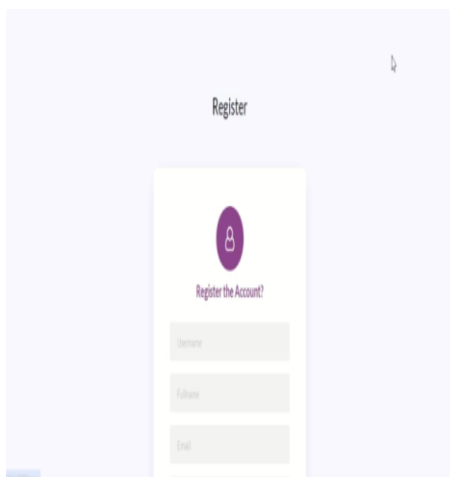 Register
Register the Account?
Username
Fullname
Email